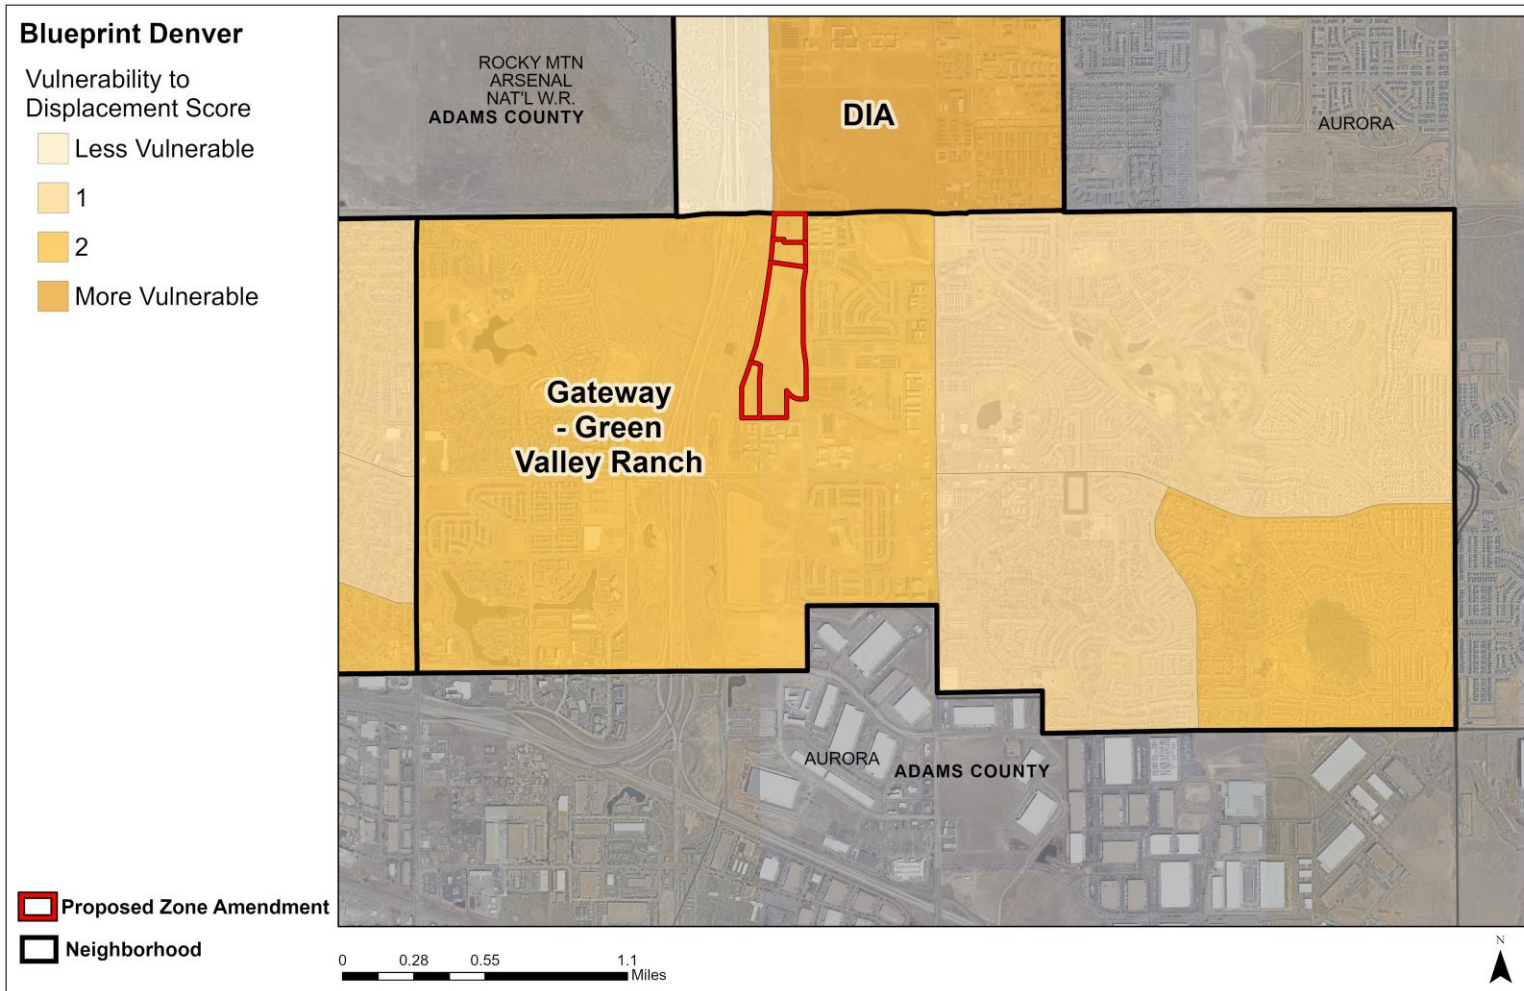 Blueprint Denver
Vulnerability to
Displacement Score
Less Vulnerable
1
2
More Vulnerable
Proposed Zone Amendment
Neighborhood
ROCKY MTN
ARSENAL
NAT'L W.R.
ADAMS COUNTY
DIA
AURORA
Gateway
- Green
Valley Ranch
AURORA
ADAMS COUNTY
0 0.28 0.55 1.1
Miles
N